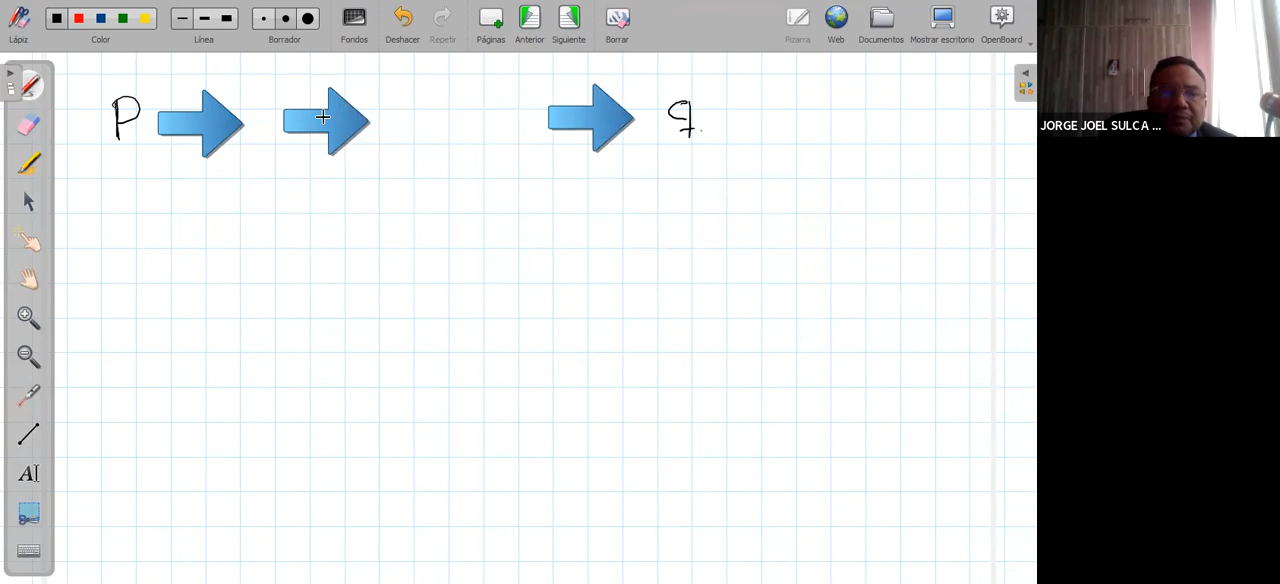 Lápiz Color Línea Borrador Fondos Deshacer Repetir Páginas Anterior Siguiente Borrar Pizarra Web Documentos Mostrar escritorio OpenBoard
P q
A
JORGE JOEL SULCA ...